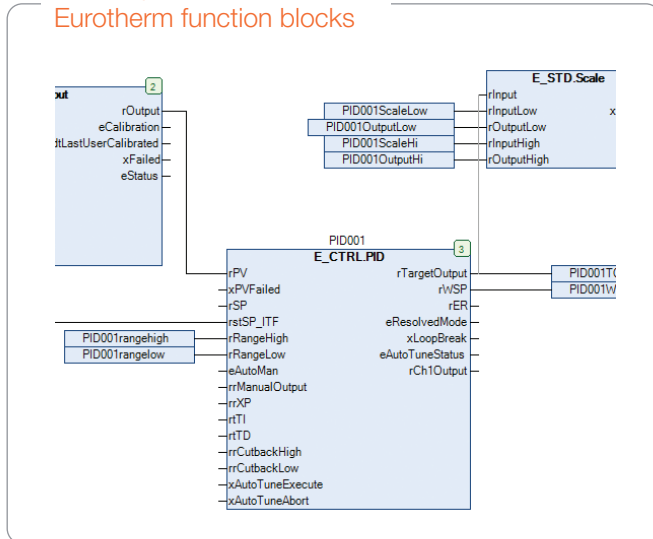 Eurotherm function blocks
2
rOutput
eCalibration
xFailed
eStatus
E_STD.Scale
rInput
PID001ScaleLow
rInputLow
x
PID001OutputLow
rOutputLow
PID001ScaleHi
rInputHigh
PID001OutputHi
rOutputHigh
PID001
3
E_CTRL.PID
rPV
rTargetOutput
xPVFailed
rWSP
rSP
rER
rstSP_ITF
eResolvedMode
PID001rangehigh
rRangeHigh
xLoopBreak
PID001rangelow
rRangeLow
eAutoTuneStatus
eAutoMan
rCh1Output
rrManualOutput
rrXP
rtTI
rtTD
rrCutbackHigh
rrCutbackLow
xAutoTuneExecute
xAutoTuneAbort